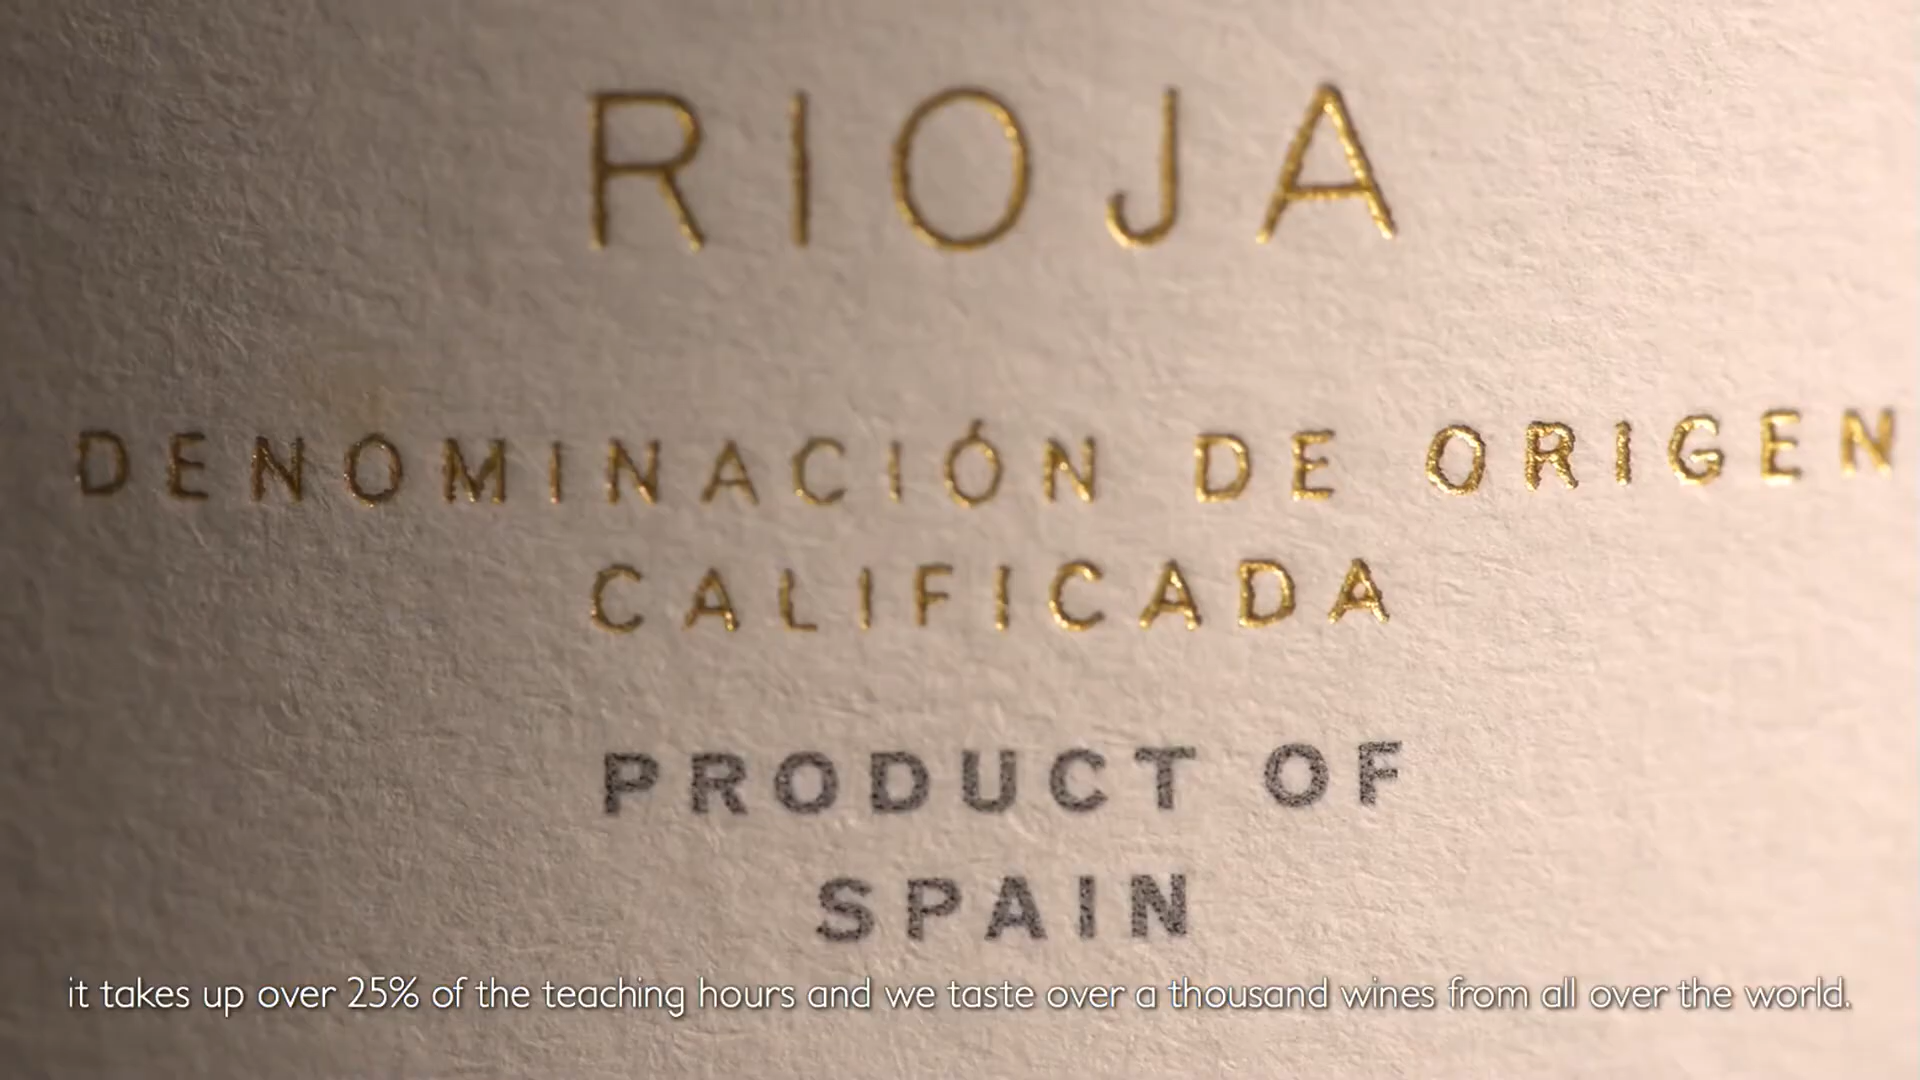 RIOJA
DENOMINACIÓN DE ORIGEN
CALIFICADA
PRODUCT OF
SPAIN
it takes up over 25% of the teaching hours and we taste over a thousand wines from all over the world.